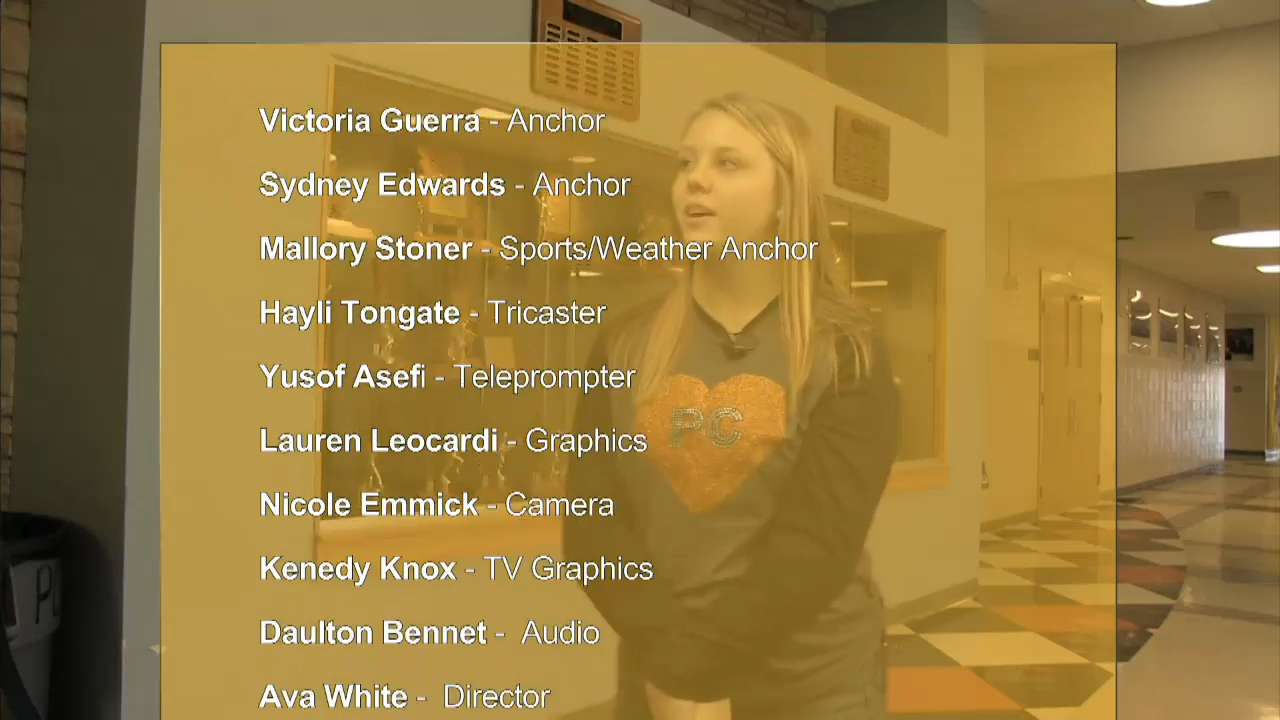 Victoria Guerra - Anchor
Sydney Edwards - Anchor
Mallory Stoner - Sports/Weather Anchor
Hayli Tongate - Tricaster
Yusof Asefi - Teleprompter
Lauren Leocardi - Graphics
PC
Nicole Emmick - Camera
Kenedy Knox - TV Graphics
Daulton Bennet - Audio
Ava White - Director